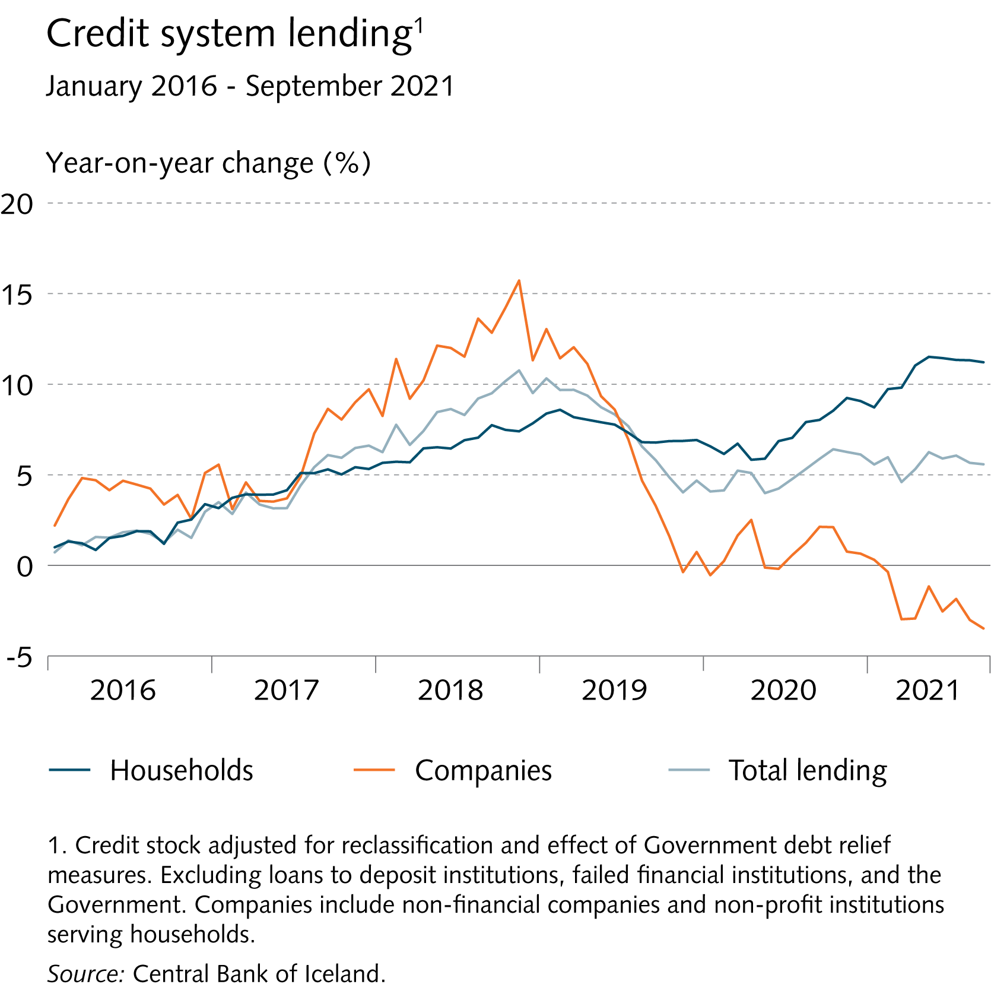 Credit system lending¹
January 2016 - September 2021
Year-on-year change (%)
20
15
10
5
0
-5
2016 2017 2018 2019 2020 2021
Households Companies Total lending
1. Credit stock adjusted for reclassification and effect of Government debt relief
measures. Excluding loans to deposit institutions, failed financial institutions, and the
Government. Companies include non-financial companies and non-profit institutions
serving households.
Source: Central Bank of Iceland.